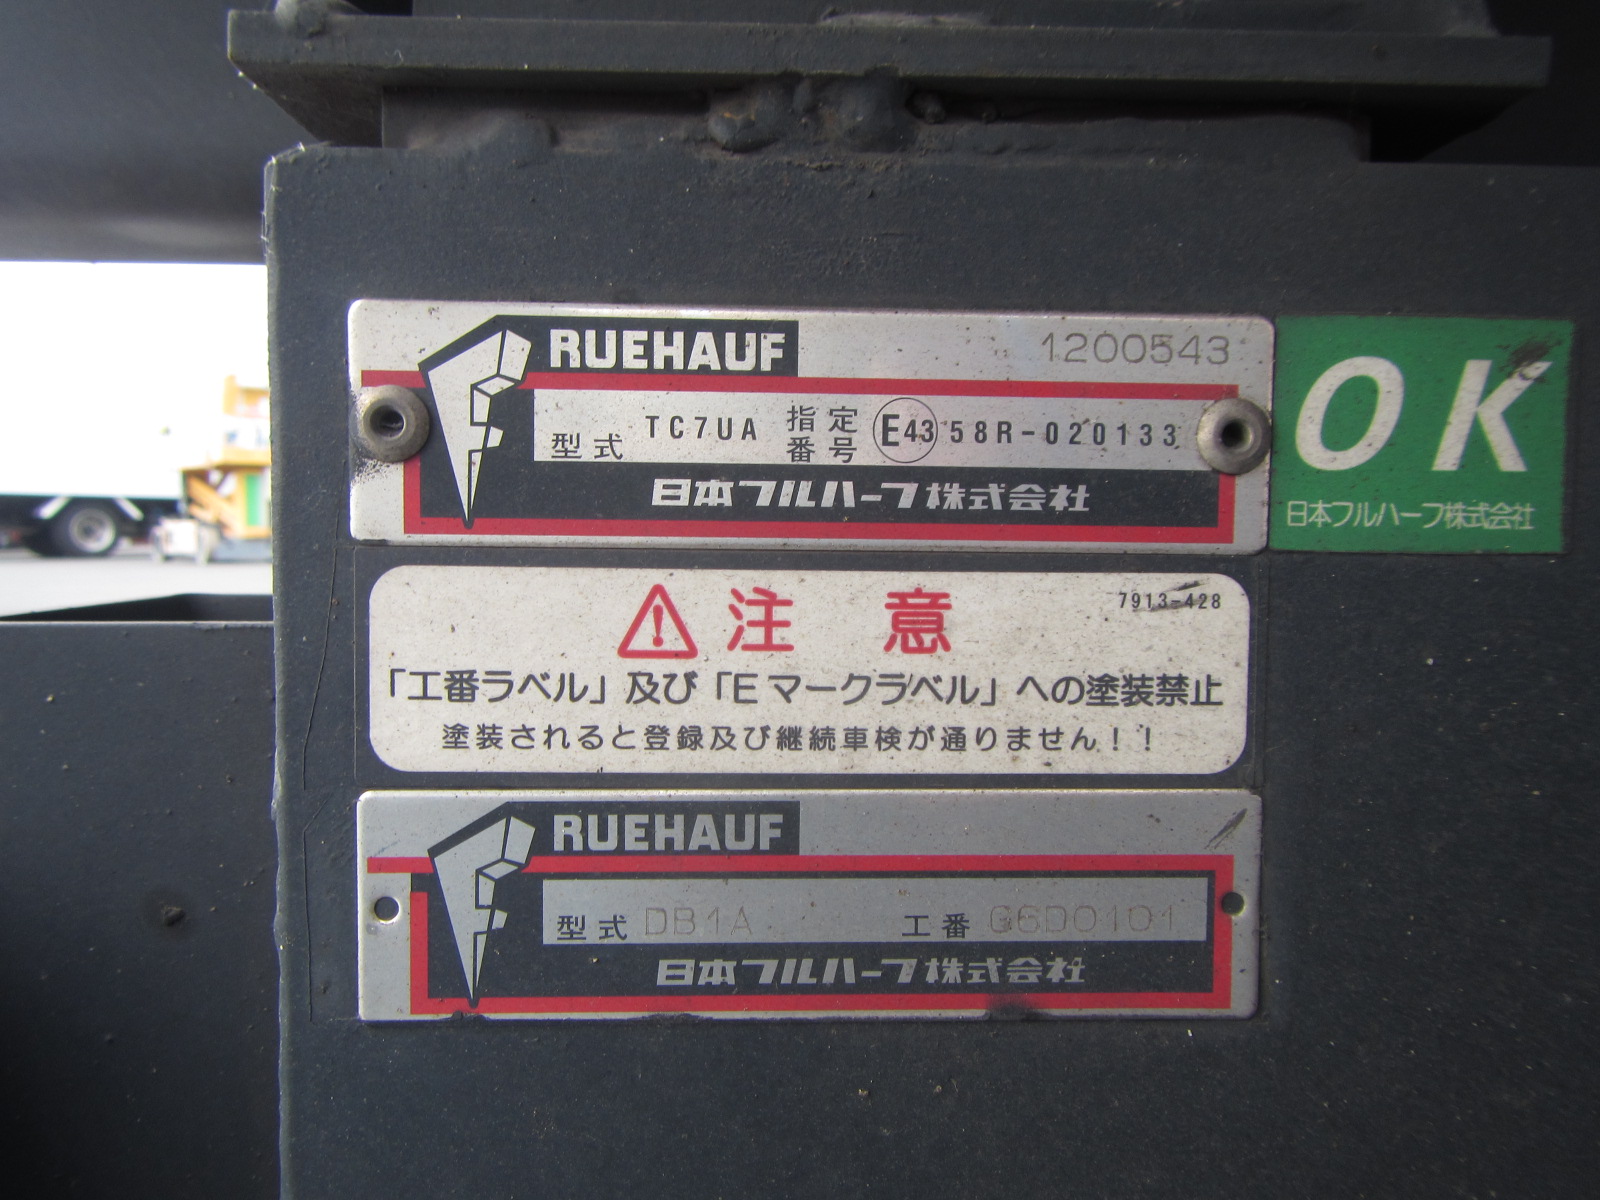 RUEHAUF
1200543
型式 TC7UA 指定番号 E43 58R-020133
日本フルハーフ株式会社
OK
日本フルハーフ株式会社
注意
7913-428
「工番ラベル」及び「Eマークラベル」への塗装禁止
塗装されると登録及び継続車検が通りません!!
RUEHAUF
型式 DB1A 工番 G6D0101
日本フルハーフ株式会社